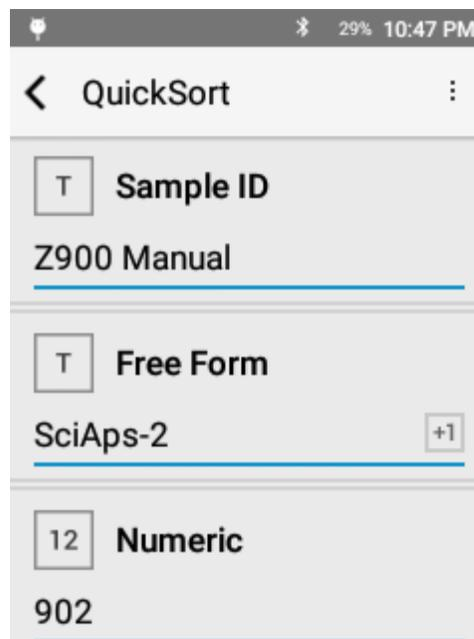 29% 10:47 PM
QuickSort
T Sample ID
Z900 Manual
T Free Form
SciAps-2 +1
12 Numeric
902